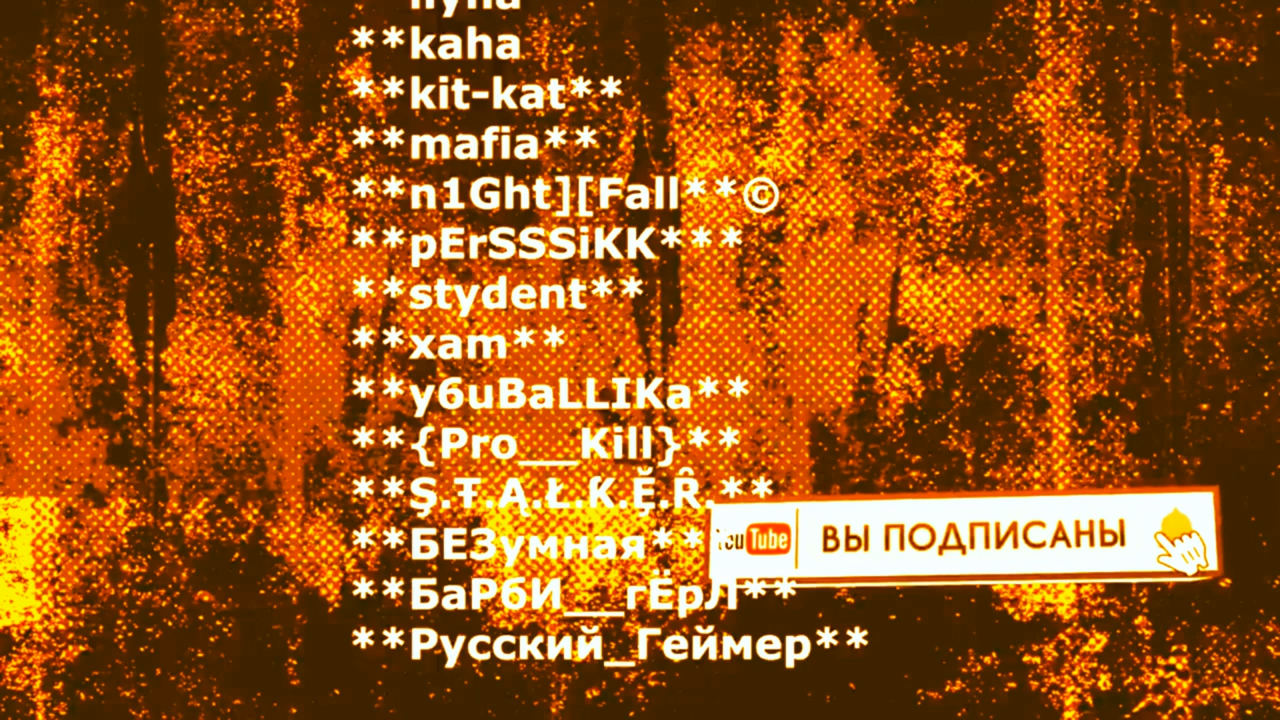 **kaha
**kit-kat**
**mafia**
**n1Ght][Fall**©
**pErSSSiKK***
**stydent**
**xam**
**y6uBaLLIKa**
**{Pro__Kill}**
**Ş.Ŧ.Ą.Ł.Ķ.Ę̆.Ȓ.**
**БЕЗумная**
YouTube ВЫ ПОДПИСАНЫ
**БаРбИ__гЁрЛ**
**Русский_Геймер**